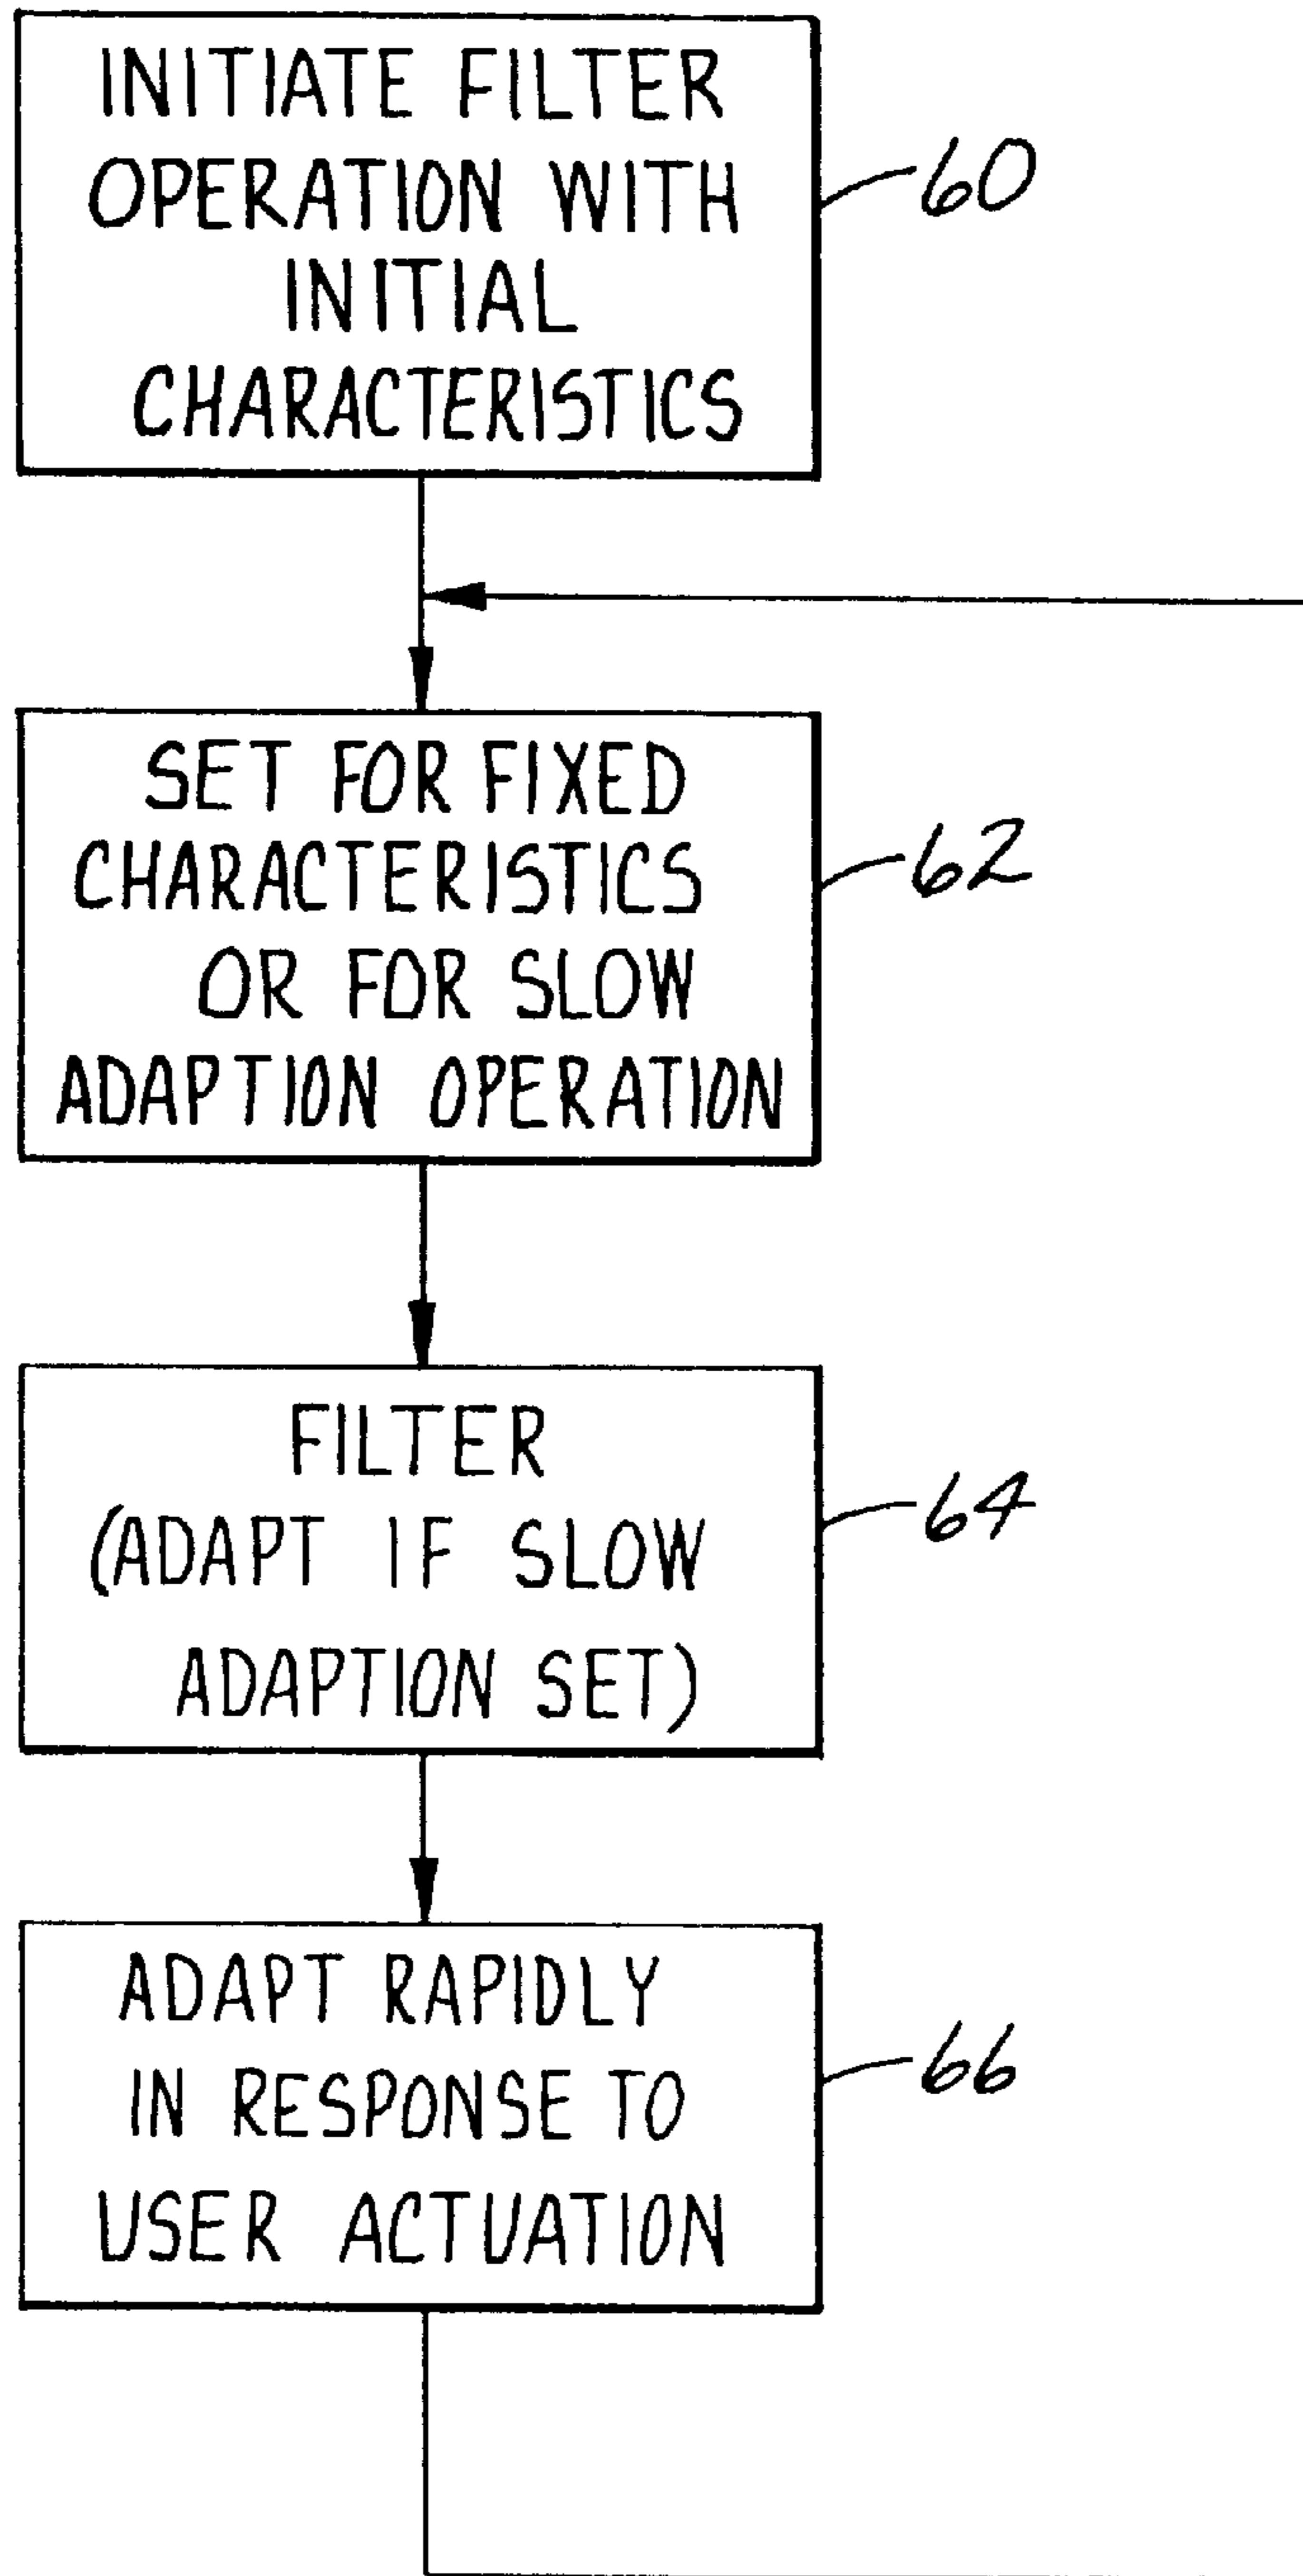 INITIATE FILTER
OPERATION WITH
INITIAL
CHARACTERISTICS
60
SET FOR FIXED
CHARACTERISTICS
OR FOR SLOW
ADAPTION OPERATION
62
FILTER
(ADAPT IF SLOW
ADAPTION SET)
64
ADAPT RAPIDLY
IN RESPONSE TO
USER ACTUATION
66